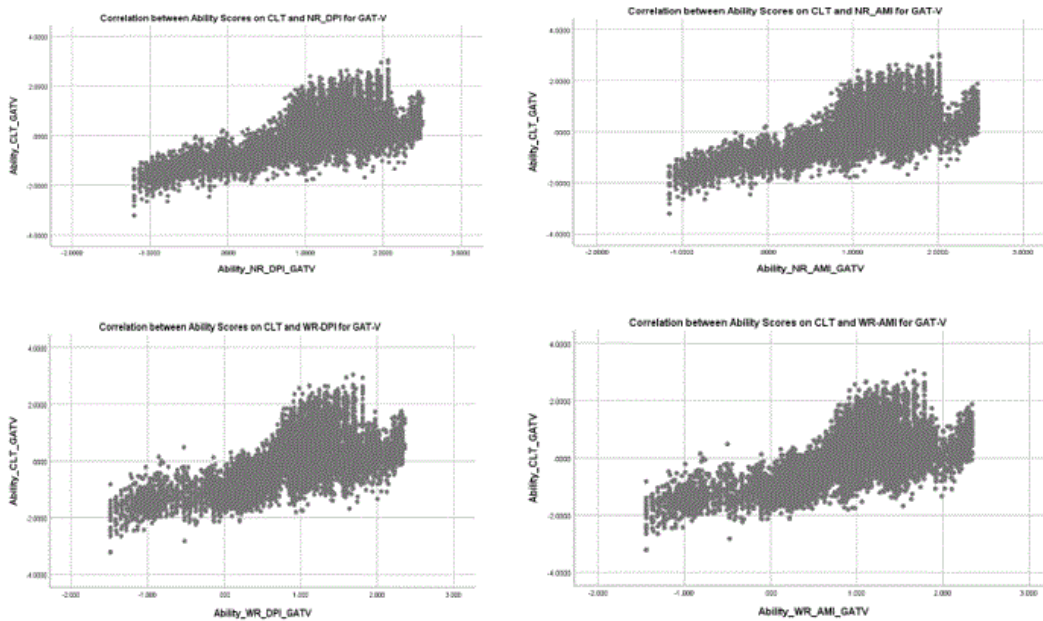 Correlation between Ability Scores on CLT and NR_DPI for GAT-V
4.0000
2.0000
.0000
-2.0000
-4.0000
Ability_CLT_GATV
-2.0000 -1.0000 .0000 1.0000 2.0000 3.0000
Ability_NR_DPI_GATV
Correlation between Ability Scores on CLT and NR_AMI for GAT-V
4.0000
2.0000
.0000
-2.0000
-4.0000
Ability_CLT_GATV
-2.0000 -1.0000 .0000 1.0000 2.0000 3.0000
Ability_NR_AMI_GATV
Correlation between Ability Scores on CLT and WR-DPI for GAT-V
4.0000
2.0000
.0000
-2.0000
-4.0000
Ability_CLT_GATV
-2.000 -1.000 .000 1.000 2.000 3.000
Ability_WR_DPI_GATV
Correlation between Ability Scores on CLT and WR-AMI for GAT-V
4.0000
2.0000
.0000
-2.0000
-4.0000
Ability_CLT_GATV
-2.000 -1.000 .000 1.000 2.000 3.000
Ability_WR_AMI_GATV